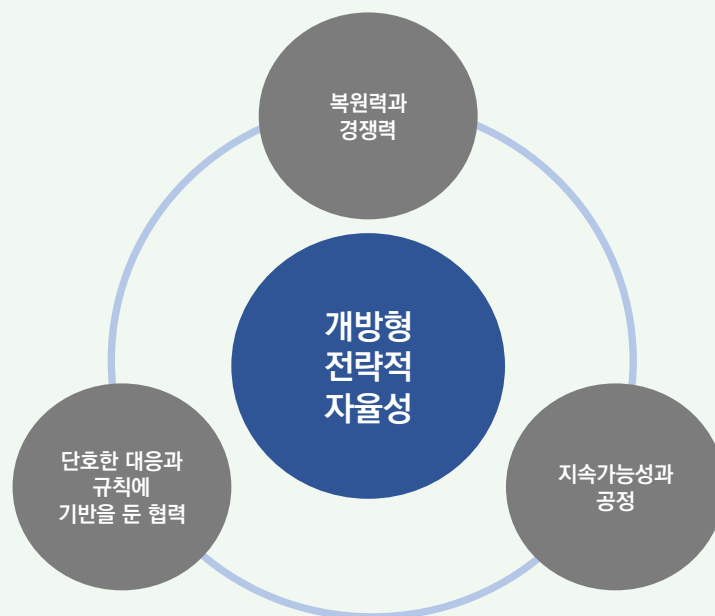 복원력과
경쟁력
개방형
전략적
자율성
단호한 대응과
규칙에
기반을 둔 협력
지속가능성과
공정